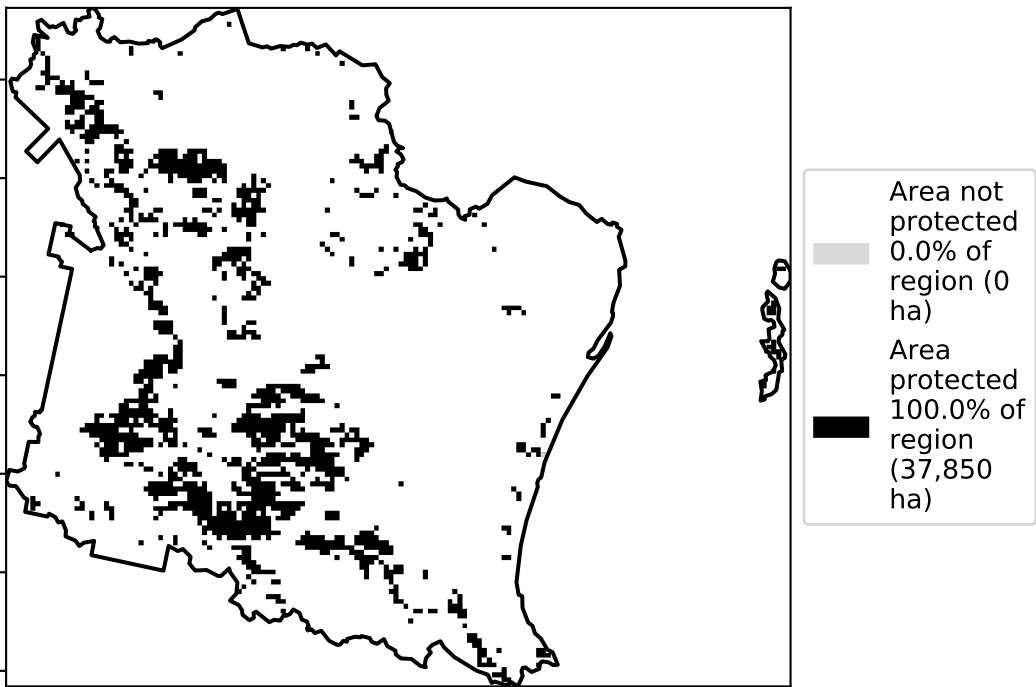 Area not
protected
0.0% of
region (0
ha)
Area
protected
100.0% of
region
(37,850
ha)